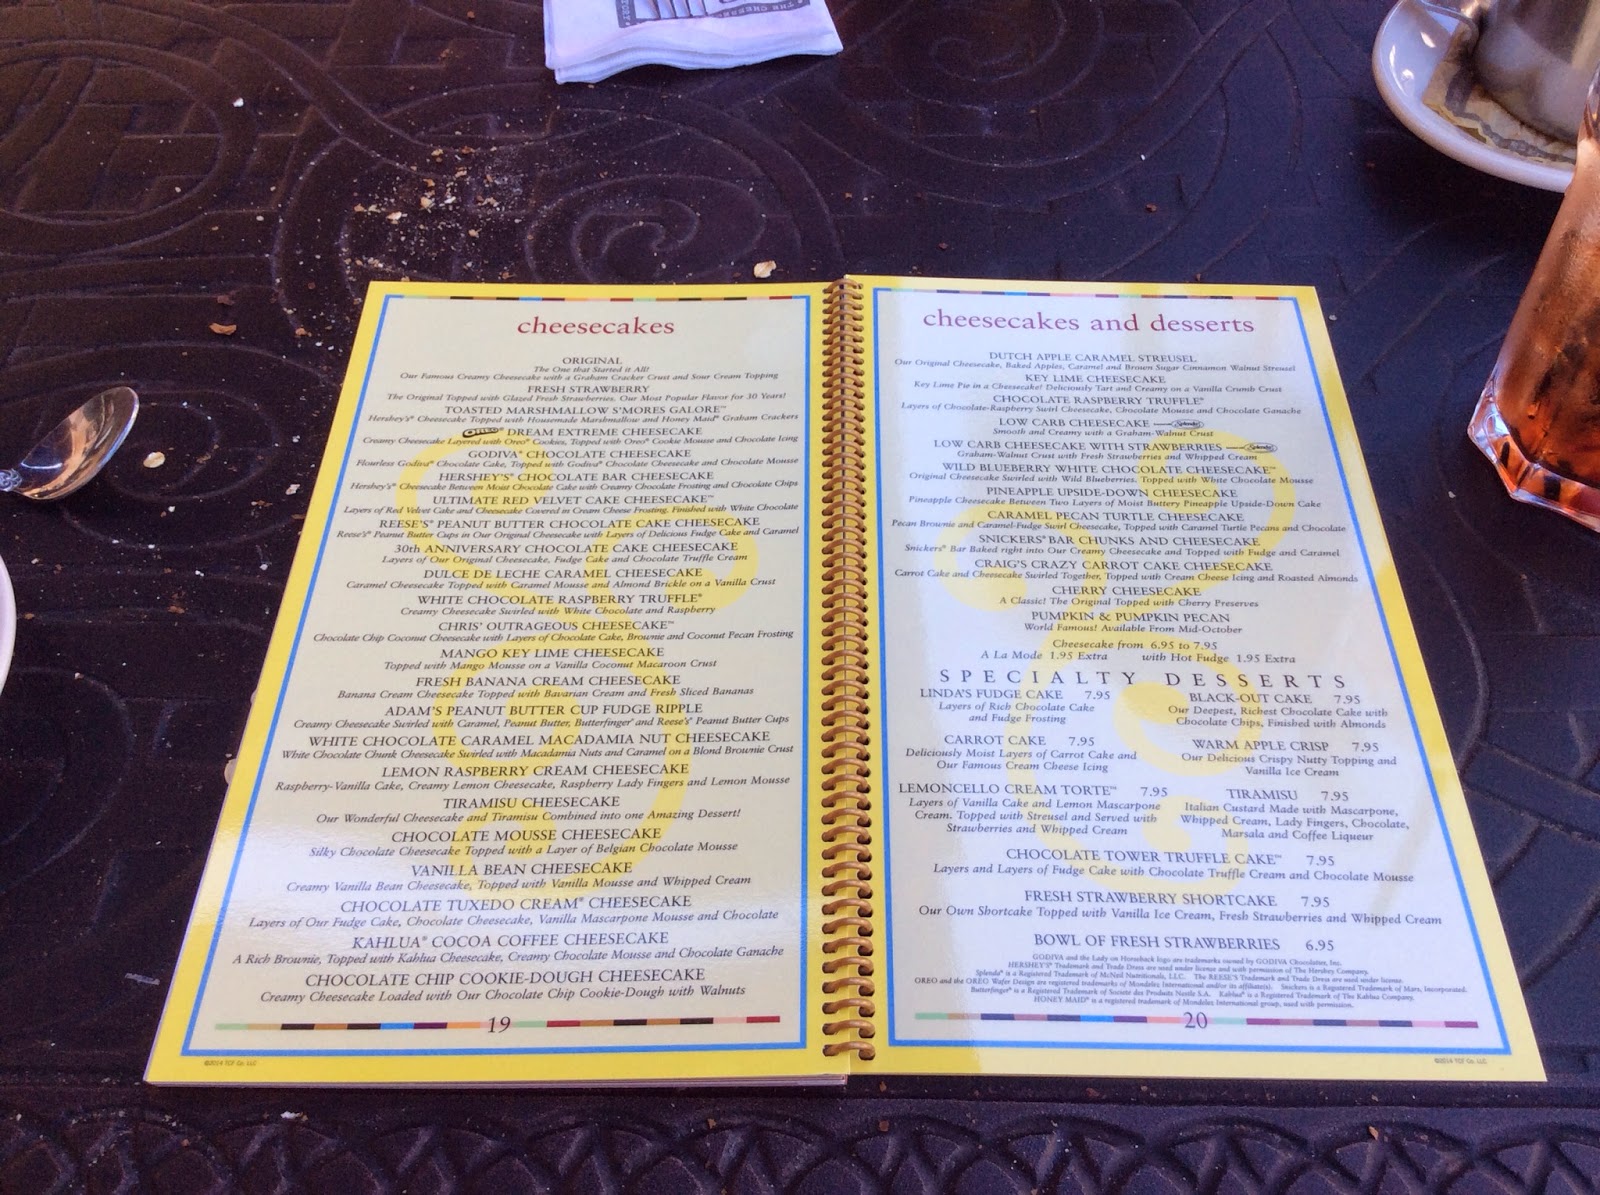 THE CHEESEC
cheesecakes
ORIGINAL
The One that Started it All!
Our Famous Creamy Cheesecake with a Graham Cracker Crust and Sour Cream Topping
FRESH STRAWBERRY
The Original Topped with Glazed Fresh Strawberries. Our Most Popular Flavor for 30 Years!
TOASTED MARSHMALLOW S'MORES GALORE™
Hershey's® Cheesecake Topped with Housemade Marshmallow and Honey Maid® Graham Crackers
OREO® DREAM EXTREME CHEESECAKE
Creamy Cheesecake Layered with Oreo® Cookies, Topped with Oreo® Cookie Mousse and Chocolate Icing
GODIVA® CHOCOLATE CHEESECAKE
Flourless Godiva® Chocolate Cake, Topped with Godiva® Chocolate Cheesecake and Chocolate Mousse
HERSHEY'S® CHOCOLATE BAR CHEESECAKE
Hershey's® Cheesecake Between Moist Chocolate Cake with Creamy Chocolate Frosting and Chocolate Chips
ULTIMATE RED VELVET CAKE CHEESECAKE™
Layers of Red Velvet Cake and Cheesecake Covered in Cream Cheese Frosting. Finished with White Chocolate
REESE'S® PEANUT BUTTER CHOCOLATE CAKE CHEESECAKE
Reese's® Peanut Butter Cups in Our Original Cheesecake with Layers of Delicious Fudge Cake and Caramel
30th ANNIVERSARY CHOCOLATE CAKE CHEESECAKE
Layers of Our Original Cheesecake, Fudge Cake and Chocolate Truffle Cream
DULCE DE LECHE CARAMEL CHEESECAKE
Caramel Cheesecake Topped with Caramel Mousse and Almond Brickle on a Vanilla Crust
WHITE CHOCOLATE RASPBERRY TRUFFLE®
Creamy Cheesecake Swirled with White Chocolate and Raspberry
CHRIS' OUTRAGEOUS CHEESECAKE™
Chocolate Chip Coconut Cheesecake with Layers of Chocolate Cake, Brownie and Coconut Pecan Frosting
MANGO KEY LIME CHEESECAKE
Topped with Mango Mousse on a Vanilla Coconut Macaroon Crust
FRESH BANANA CREAM CHEESECAKE
Banana Cream Cheesecake Topped with Bavarian Cream and Fresh Sliced Bananas
ADAM'S PEANUT BUTTER CUP FUDGE RIPPLE
Creamy Cheesecake Swirled with Caramel, Peanut Butter, Butterfinger® and Reese's® Peanut Butter Cups
WHITE CHOCOLATE CARAMEL MACADAMIA NUT CHEESECAKE
White Chocolate Chunk Cheesecake Swirled with Macadamia Nuts and Caramel on a Blond Brownie Crust
LEMON RASPBERRY CREAM CHEESECAKE
Raspberry-Vanilla Cake, Creamy Lemon Cheesecake, Raspberry Lady Fingers and Lemon Mousse
TIRAMISU CHEESECAKE
Our Wonderful Cheesecake and Tiramisu Combined into one Amazing Dessert!
CHOCOLATE MOUSSE CHEESECAKE
Silky Chocolate Cheesecake Topped with a Layer of Belgian Chocolate Mousse
VANILLA BEAN CHEESECAKE
Creamy Vanilla Bean Cheesecake, Topped with Vanilla Mousse and Whipped Cream
CHOCOLATE TUXEDO CREAM® CHEESECAKE
Layers of Our Fudge Cake, Chocolate Cheesecake, Vanilla Mascarpone Mousse and Chocolate
KAHLUA® COCOA COFFEE CHEESECAKE
A Rich Brownie, Topped with Kahlua Cheesecake, Creamy Chocolate Mousse and Chocolate Ganache
CHOCOLATE CHIP COOKIE-DOUGH CHEESECAKE
Creamy Cheesecake Loaded with Our Chocolate Chip Cookie-Dough with Walnuts
19
©2014 TCF Co. LLC
cheesecakes and desserts
DUTCH APPLE CARAMEL STREUSEL
Our Original Cheesecake, Baked Apples, Caramel and Brown Sugar Cinnamon Walnut Streusel
KEY LIME CHEESECAKE
Key Lime Pie in a Cheesecake! Deliciously Tart and Creamy on a Vanilla Crumb Crust
CHOCOLATE RASPBERRY TRUFFLE®
Layers of Chocolate-Raspberry Swirl Cheesecake, Chocolate Mousse and Chocolate Ganache
LOW CARB CHEESECAKE Splenda
Smooth and Creamy with a Graham-Walnut Crust
LOW CARB CHEESECAKE WITH STRAWBERRIES Splenda
Graham-Walnut Crust with Fresh Strawberries and Whipped Cream
WILD BLUEBERRY WHITE CHOCOLATE CHEESECAKE™
Original Cheesecake Swirled with Wild Blueberries. Topped with White Chocolate Mousse
PINEAPPLE UPSIDE-DOWN CHEESECAKE
Pineapple Cheesecake Between Two Layers of Moist Buttery Pineapple Upside-Down Cake
CARAMEL PECAN TURTLE CHEESECAKE
Pecan Brownie and Caramel-Fudge Swirl Cheesecake, Topped with Caramel Turtle Pecans and Chocolate
SNICKERS® BAR CHUNKS AND CHEESECAKE
Snickers® Bar Baked right into Our Creamy Cheesecake and Topped with Fudge and Caramel
CRAIG'S CRAZY CARROT CAKE CHEESECAKE
Carrot Cake and Cheesecake Swirled Together, Topped with Cream Cheese Icing and Roasted Almonds
CHERRY CHEESECAKE
A Classic! The Original Topped with Cherry Preserves
PUMPKIN & PUMPKIN PECAN
World Famous! Available From Mid-October
Cheesecake from 6.95 to 7.95
A La Mode 1.95 Extra with Hot Fudge 1.95 Extra
SPECIALTY DESSERTS
LINDA'S FUDGE CAKE 7.95
Layers of Rich Chocolate Cake
and Fudge Frosting
BLACK-OUT CAKE 7.95
Our Deepest, Richest Chocolate Cake with
Chocolate Chips, Finished with Almonds
CARROT CAKE 7.95
Deliciously Moist Layers of Carrot Cake and
Our Famous Cream Cheese Icing
WARM APPLE CRISP 7.95
Our Delicious Crispy Nutty Topping and
Vanilla Ice Cream
LEMONCELLO CREAM TORTE™ 7.95
Layers of Vanilla Cake and Lemon Mascarpone
Cream. Topped with Streusel and Served with
Strawberries and Whipped Cream
TIRAMISU 7.95
Italian Custard Made with Mascarpone,
Whipped Cream, Lady Fingers, Chocolate,
Marsala and Coffee Liqueur
CHOCOLATE TOWER TRUFFLE CAKE™ 7.95
Layers and Layers of Fudge Cake with Chocolate Truffle Cream and Chocolate Mousse
FRESH STRAWBERRY SHORTCAKE 7.95
Our Own Shortcake Topped with Vanilla Ice Cream, Fresh Strawberries and Whipped Cream
BOWL OF FRESH STRAWBERRIES 6.95
GODIVA and the Lady on Horseback logo are trademarks owned by GODIVA Chocolatier, Inc.
HERSHEY'S® Trademark and Trade Dress are used under license and with permission of The Hershey Company.
Splenda® is a Registered Trademark of McNeil Nutritionals, LLC. The REESE'S Trademark and Trade Dress are used under license.
OREO and the OREO Wafer Design are registered trademarks of Mondelez International and/or its affiliate(s). Snickers is a Registered Trademark of Mars, Incorporated.
Butterfinger® is a Registered Trademark of Societe des Produits Nestle S.A. Kahlua® is a Registered Trademark of The Kahlua Company.
HONEY MAID® is a registered trademark of Mondelez International group, used with permission.
20
©2014 TCF Co. LLC